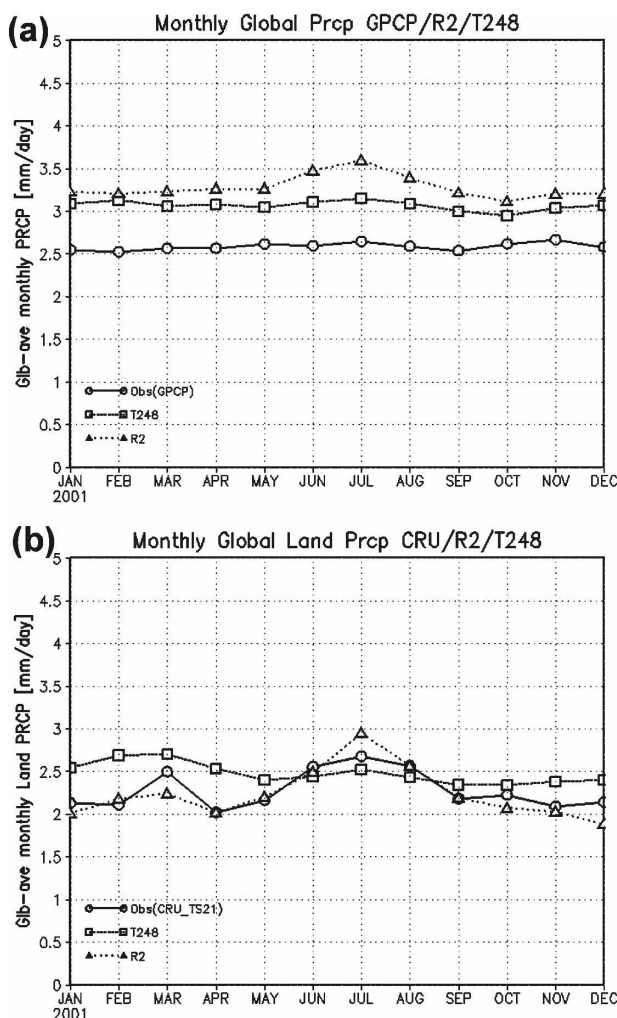 (a) Monthly Global Prcp GPCP/R2/T248
Glb-ave monthly PRCP [mm/day]
5
4.5
4
3.5
3
2.5
2
1.5
1
0.5
0
Obs(GPCP)
T248
R2
JAN FEB MAR APR MAY JUN JUL AUG SEP OCT NOV DEC
2001
(b) Monthly Global Land Prcp CRU/R2/T248
Glb-ave monthly Land PRCP [mm/day]
5
4.5
4
3.5
3
2.5
2
1.5
1
0.5
0
Obs(CRU_TS21)
T248
R2
JAN FEB MAR APR MAY JUN JUL AUG SEP OCT NOV DEC
2001